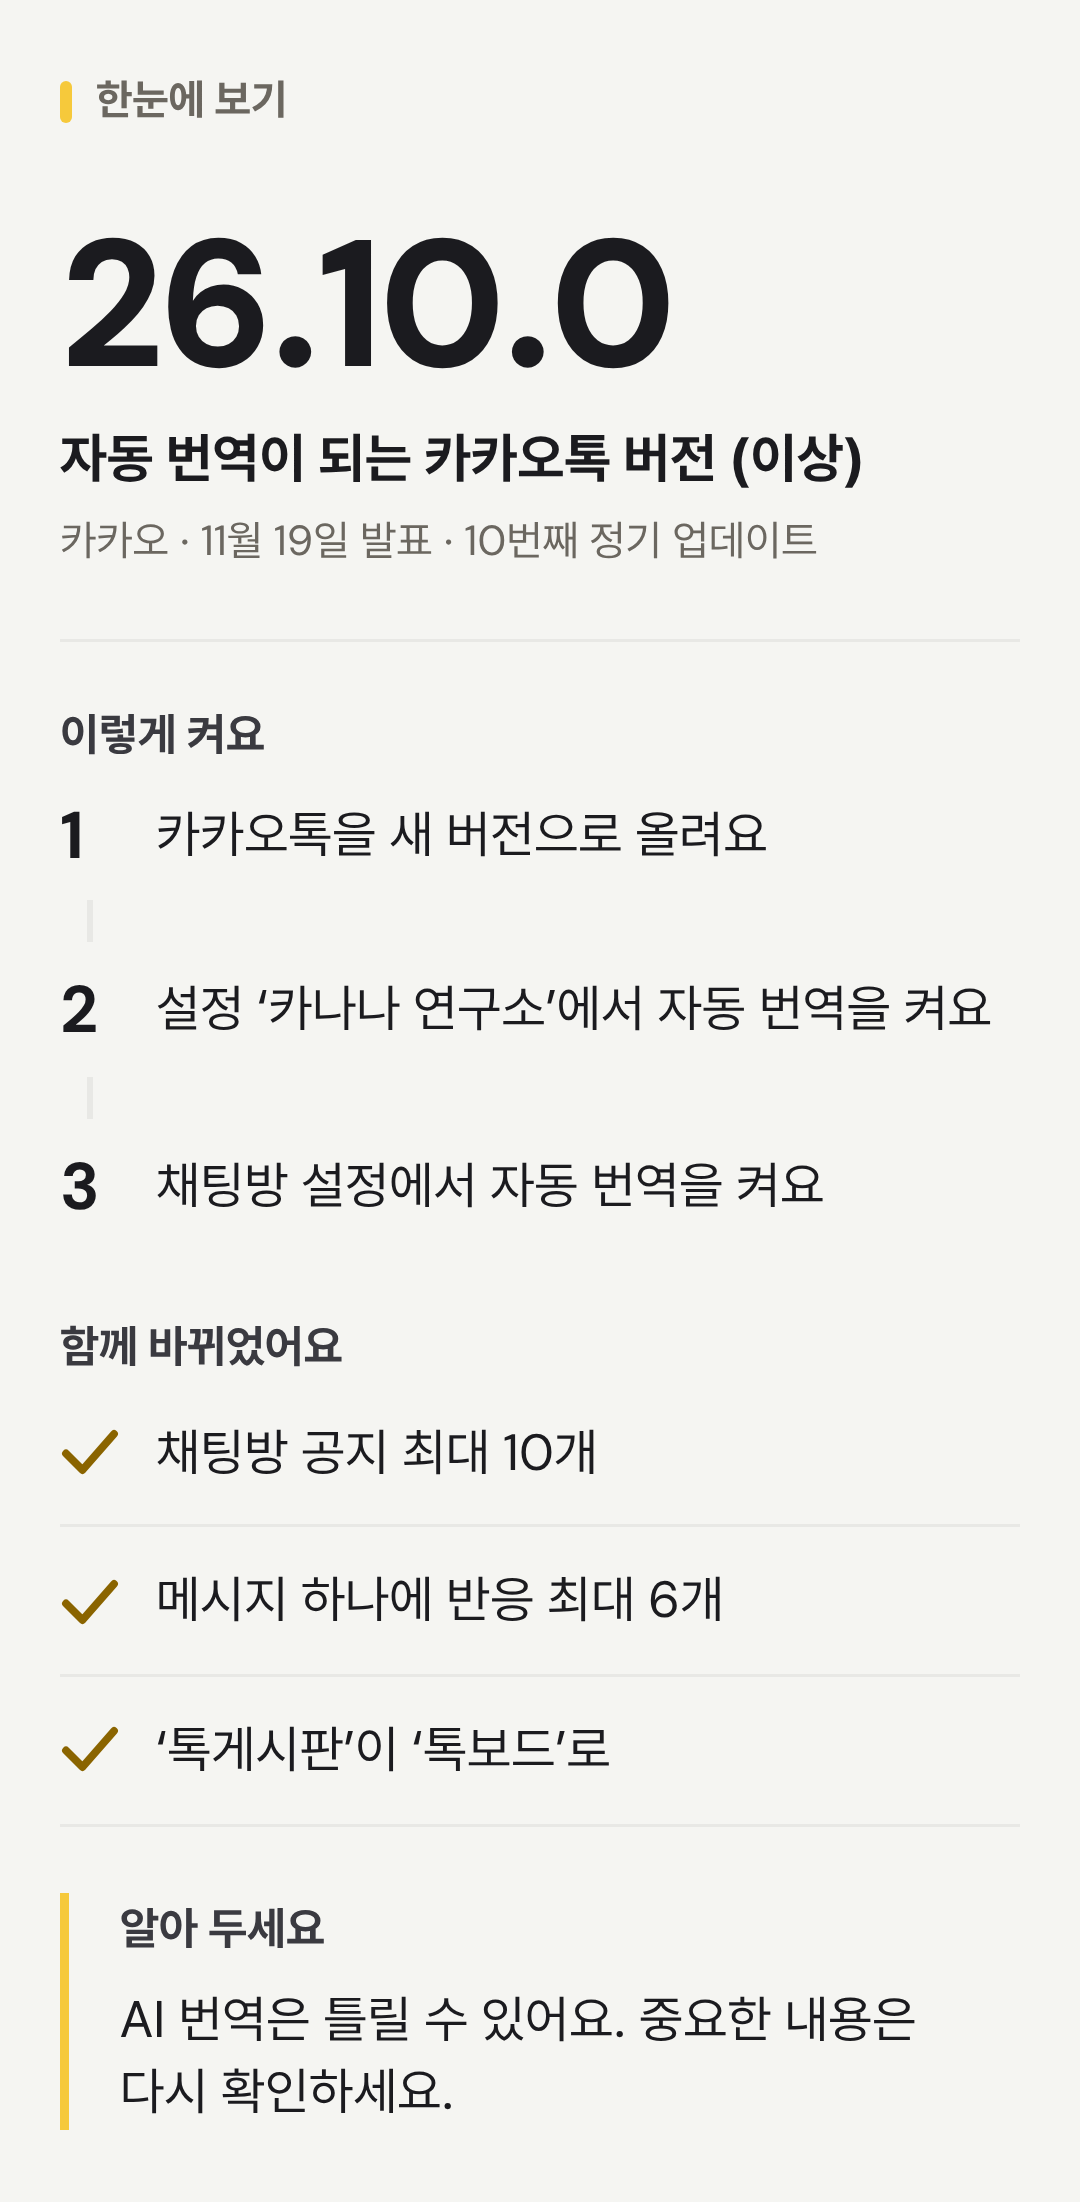 한눈에 보기
26.10.0
자동 번역이 되는 카카오톡 버전 (이상)
카카오 · 11월 19일 발표 · 10번째 정기 업데이트
이렇게 켜요
1 카카오톡을 새 버전으로 올려요
2 설정 ‘카나나 연구소’에서 자동 번역을 켜요
3 채팅방 설정에서 자동 번역을 켜요
함께 바뀌었어요
채팅방 공지 최대 10개
메시지 하나에 반응 최대 6개
‘톡게시판’이 ‘톡보드’로
알아 두세요
AI 번역은 틀릴 수 있어요. 중요한 내용은
다시 확인하세요.